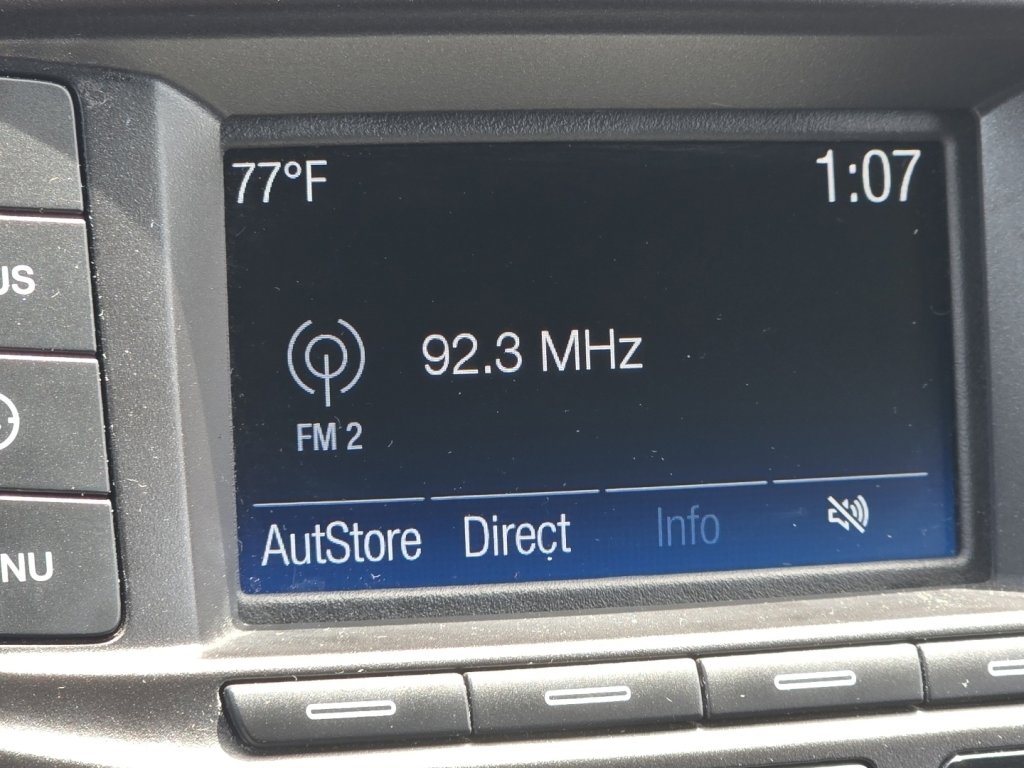 77°F
1:07
92.3 MHz
FM 2
AutStore
Direct
Info
US
NU